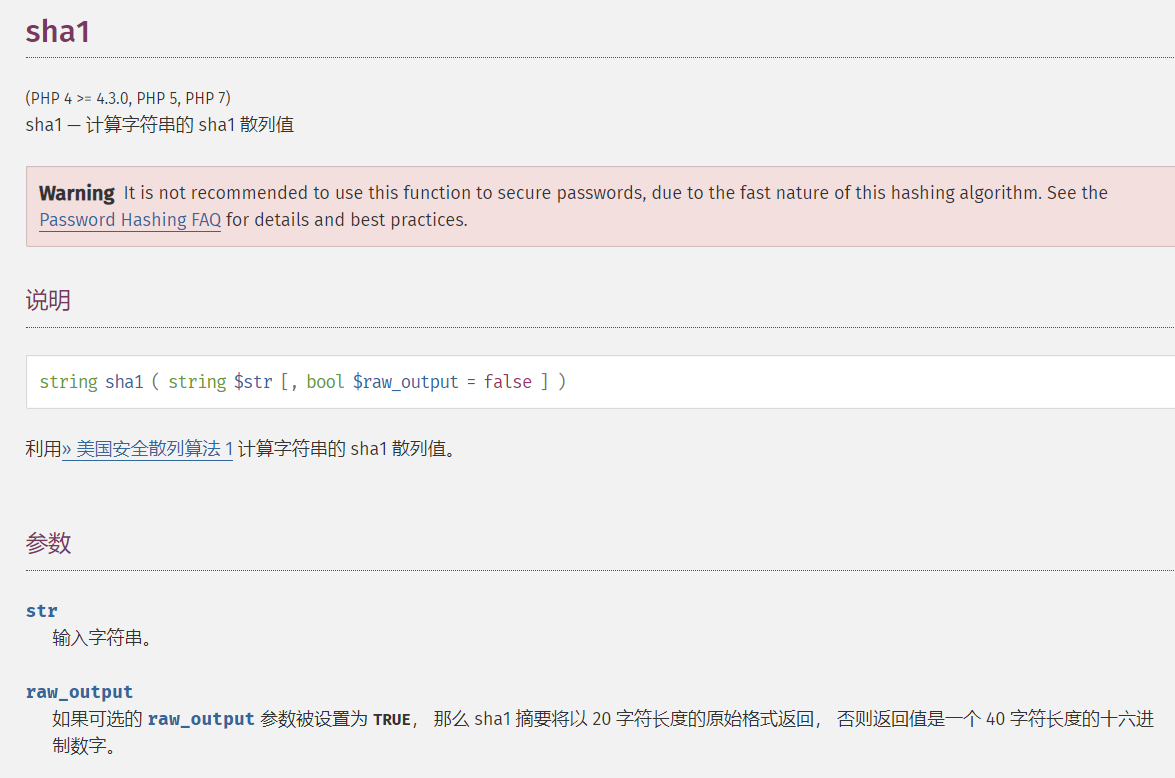 sha1
(PHP 4 >= 4.3.0, PHP 5, PHP 7)
sha1 — 计算字符串的 sha1 散列值
Warning It is not recommended to use this function to secure passwords, due to the fast nature of this hashing algorithm. See the
Password Hashing FAQ for details and best practices.
说明
string sha1 ( string $str [, bool $raw_output = false ] )
利用» 美国安全散列算法 1 计算字符串的 sha1 散列值。
参数
str
输入字符串。
raw_output
如果可选的 raw_output 参数被设置为 TRUE， 那么 sha1 摘要将以 20 字符长度的原始格式返回， 否则返回值是一个 40 字符长度的十六进
制数字。